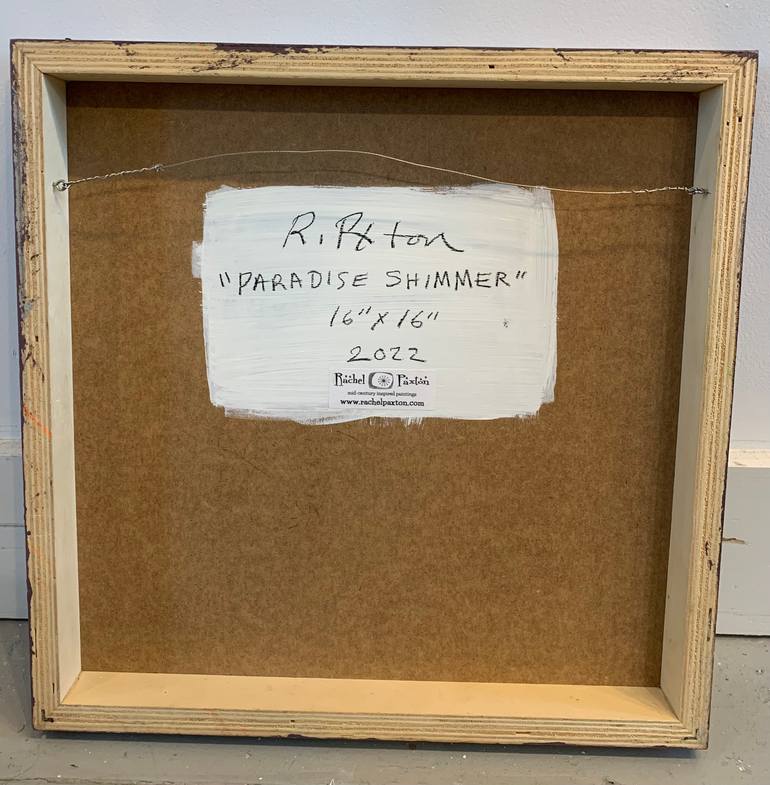 R. Paxton
"PARADISE SHIMMER"
16" x 16"
2022
Rachel Paxton
mid-century inspired paintings
www.rachelpaxton.com